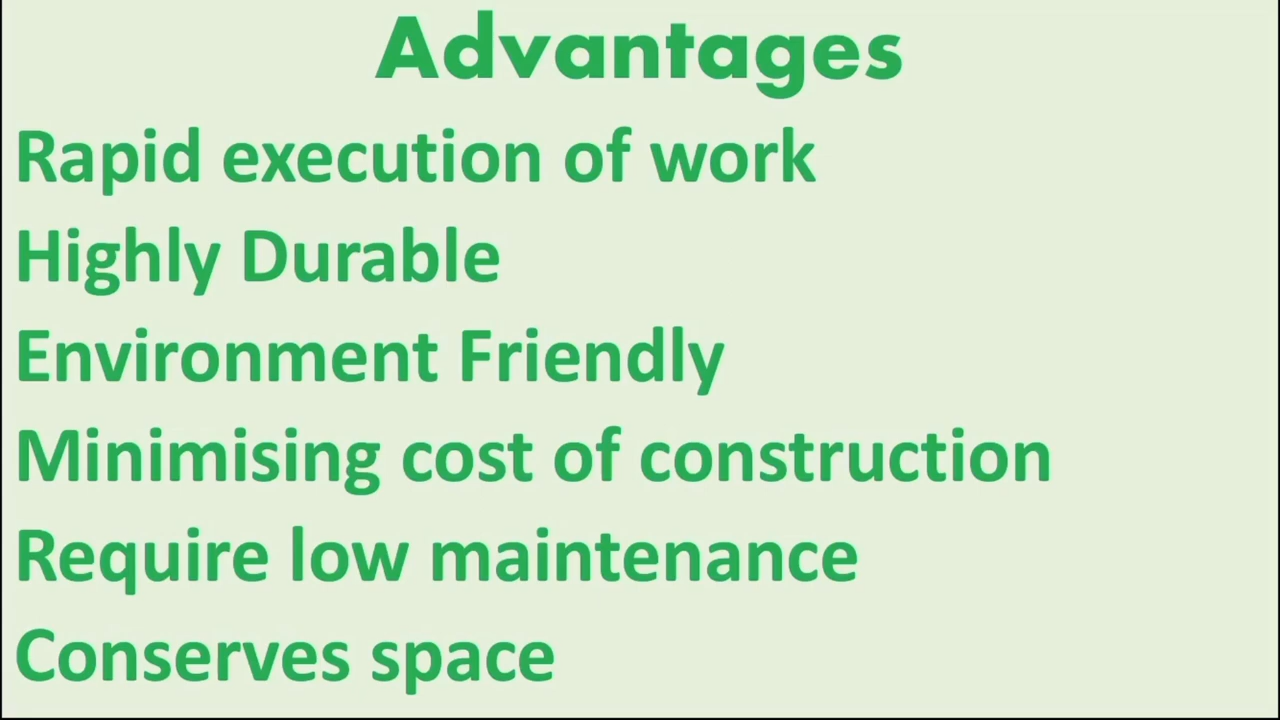 Advantages
Rapid execution of work
Highly Durable
Environment Friendly
Minimising cost of construction
Require low maintenance
Conserves space